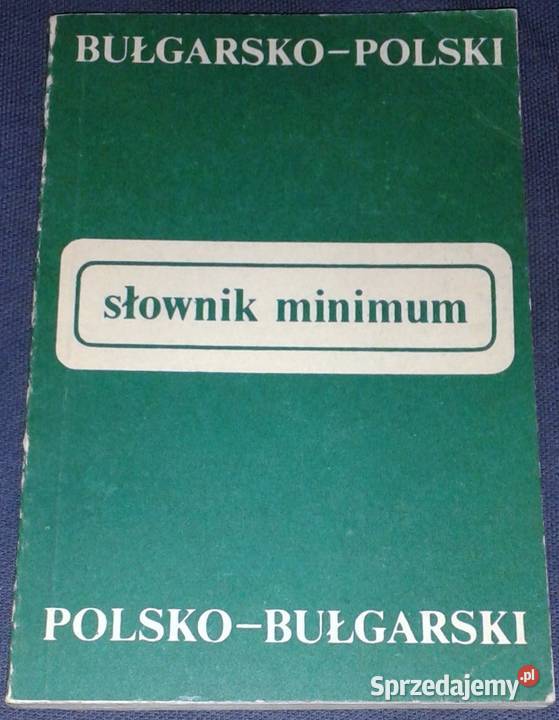 BUŁGARSKO–POLSKI
słownik minimum
POLSKO–BUŁGARSKI
Sprzedajemy.pl